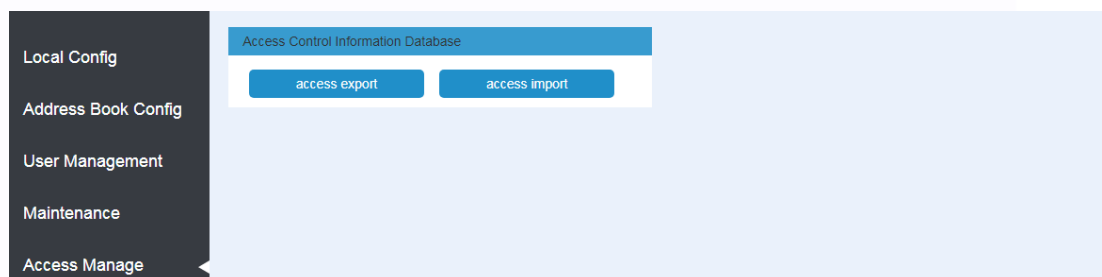 Local Config
Address Book Config
User Management
Maintenance
Access Manage
Access Control Information Database
access export access import